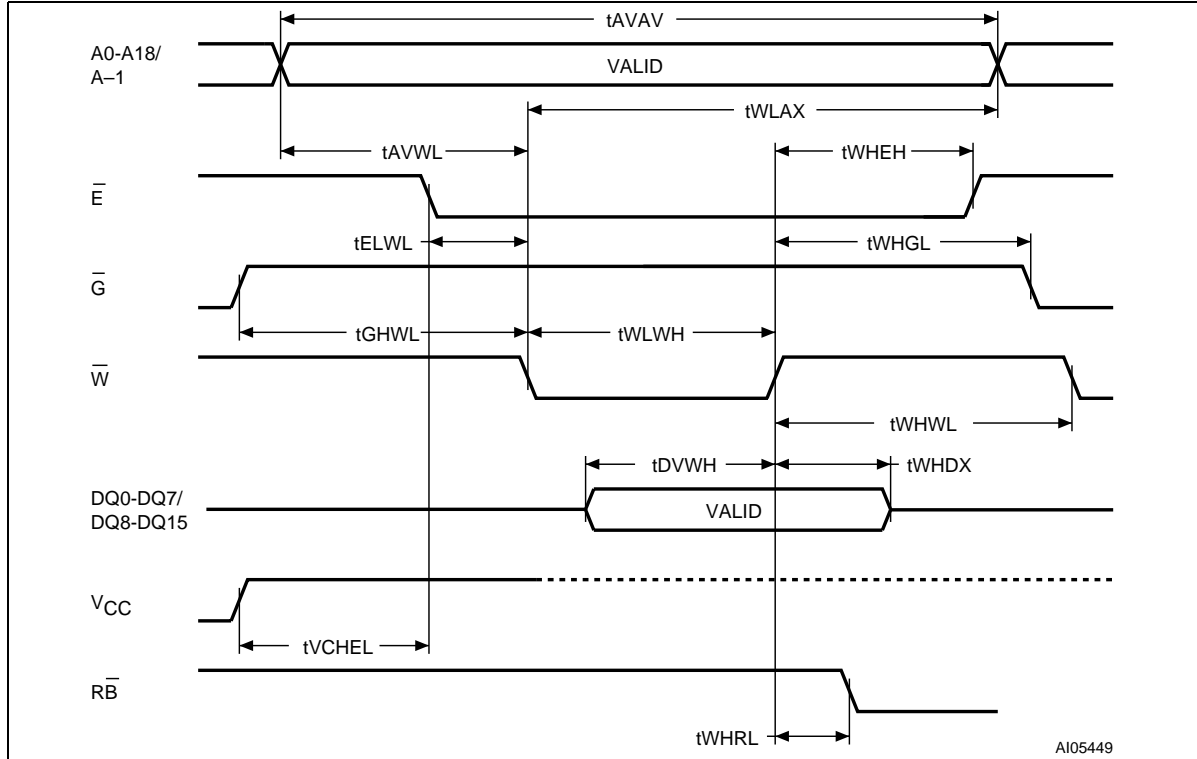 tAVAV
A0-A18/
A–1
VALID
tWLAX
tAVWL
tWHEH
E̅
tELWL
tWHGL
G̅
tGHWL
tWLWH
W̅
tWHWL
tDVWH
tWHDX
DQ0-DQ7/
DQ8-DQ15
VALID
VCC
tVCHEL
RB̅
tWHRL
AI05449